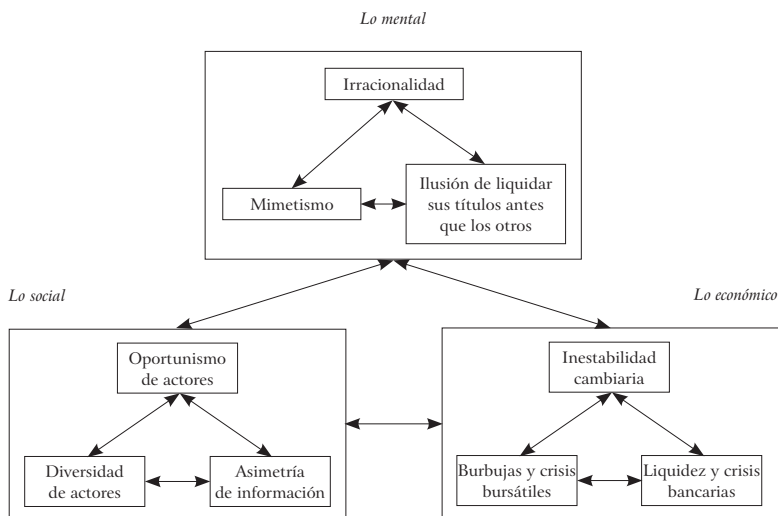 Lo mental
Irracionalidad
Mimetismo
Ilusión de liquidar
sus títulos antes
que los otros
Lo social
Oportunismo
de actores
Diversidad
de actores
Asimetría
de información
Lo económico
Inestabilidad
cambiaria
Burbujas y crisis
bursátiles
Liquidez y crisis
bancarias